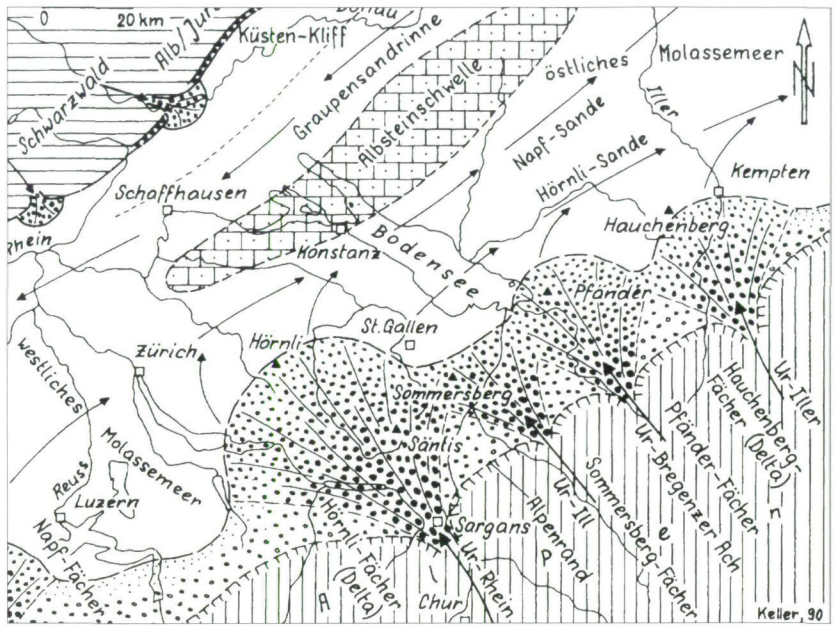 0 20 km
Alb/Jura
Küsten-Kliff
Donau
Graupensandrinne
Albsteinschwelle
östliches
Molassemeer
N
Iller
Schwarzwald
Napf-Sande
Hörnli-Sande
Kempten
Schaffhausen
Hauchenberg
Rhein
Konstanz
Bodensee
Pfänder
St. Gallen
Hörnli
Zürich
westliches
Molassemeer
Sommersberg
Säntis
Ur-Iller
Hauchenberg-
Fächer (Delta)
Pfänder-Fächer
Ur-Bregenzer Ach
Reuss
Luzern
Napf-Fächer
Sommersberg-Fächer
Ur-Ill
Alpenrand
Sargans
Hörnli-Fächer
(Delta)
Ur-Rhein
Chur
A l p e n
Keller, 90